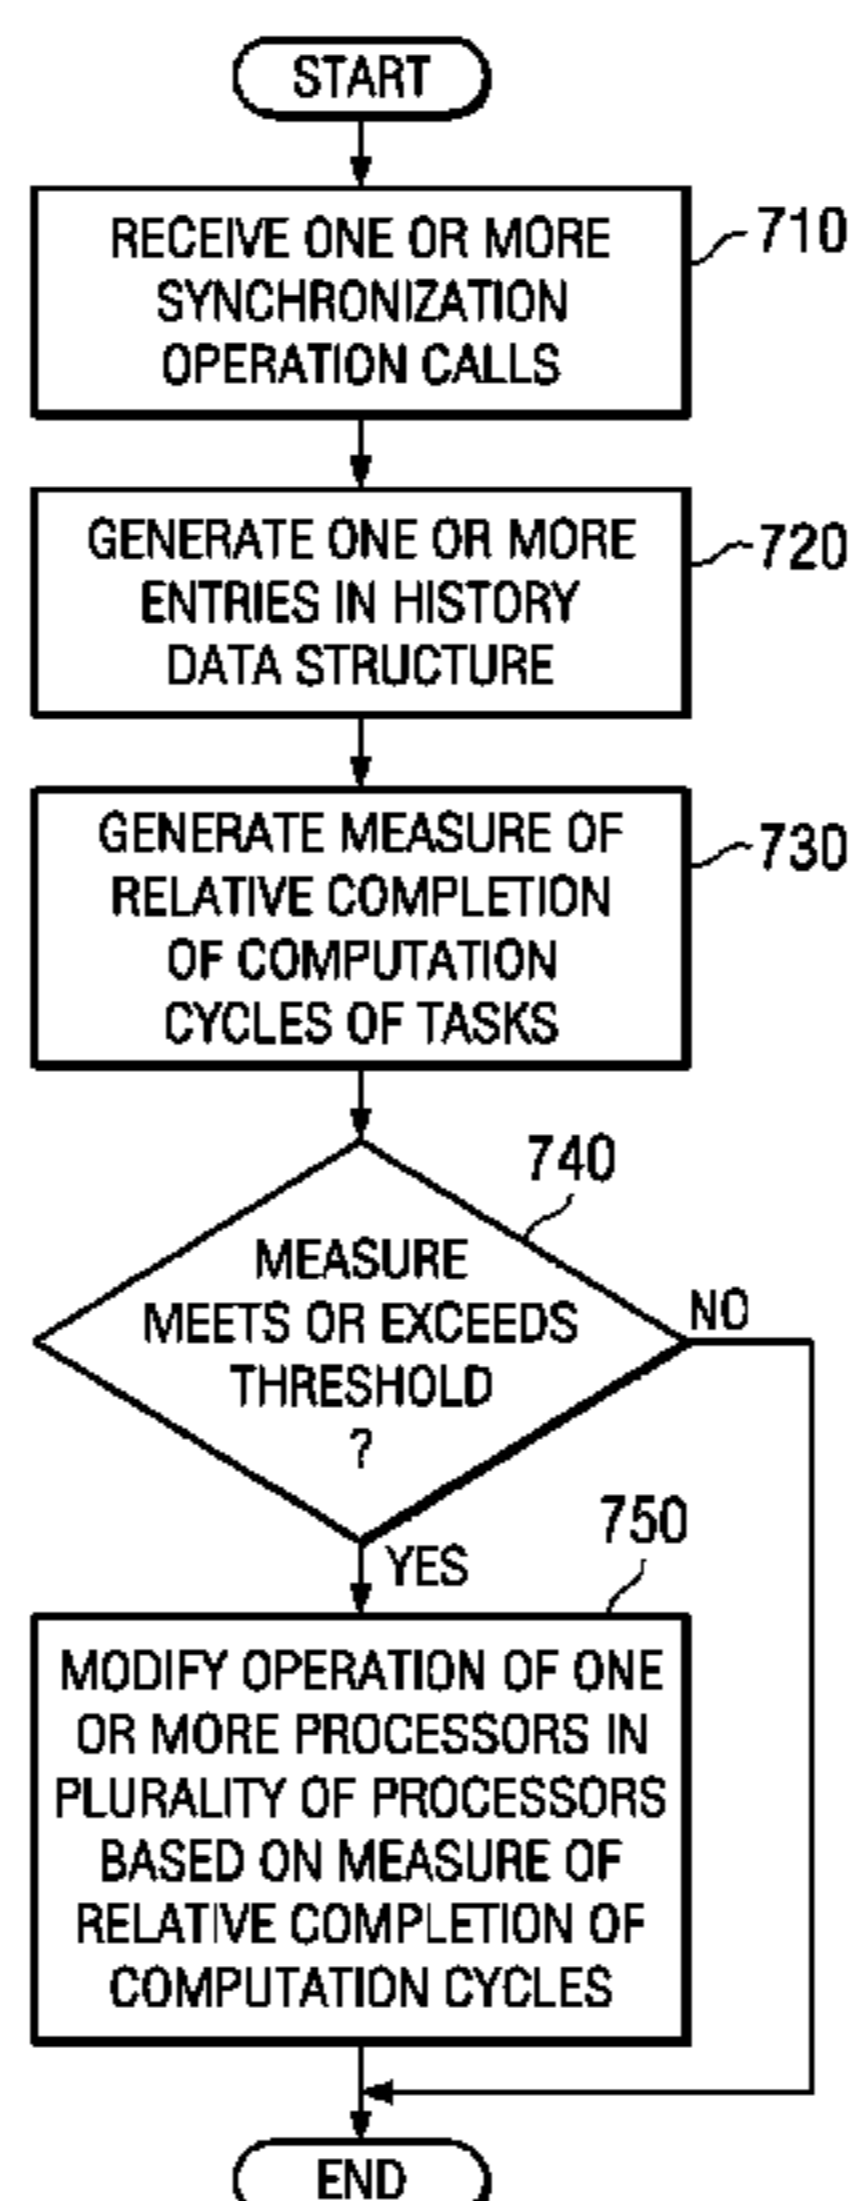 START
RECEIVE ONE OR MORE
SYNCHRONIZATION
OPERATION CALLS
710
GENERATE ONE OR MORE
ENTRIES IN HISTORY
DATA STRUCTURE
720
GENERATE MEASURE OF
RELATIVE COMPLETION
OF COMPUTATION
CYCLES OF TASKS
730
740
MEASURE
MEETS OR EXCEEDS
THRESHOLD
?
NO
YES
750
MODIFY OPERATION OF ONE
OR MORE PROCESSORS IN
PLURALITY OF PROCESSORS
BASED ON MEASURE OF
RELATIVE COMPLETION OF
COMPUTATION CYCLES
END